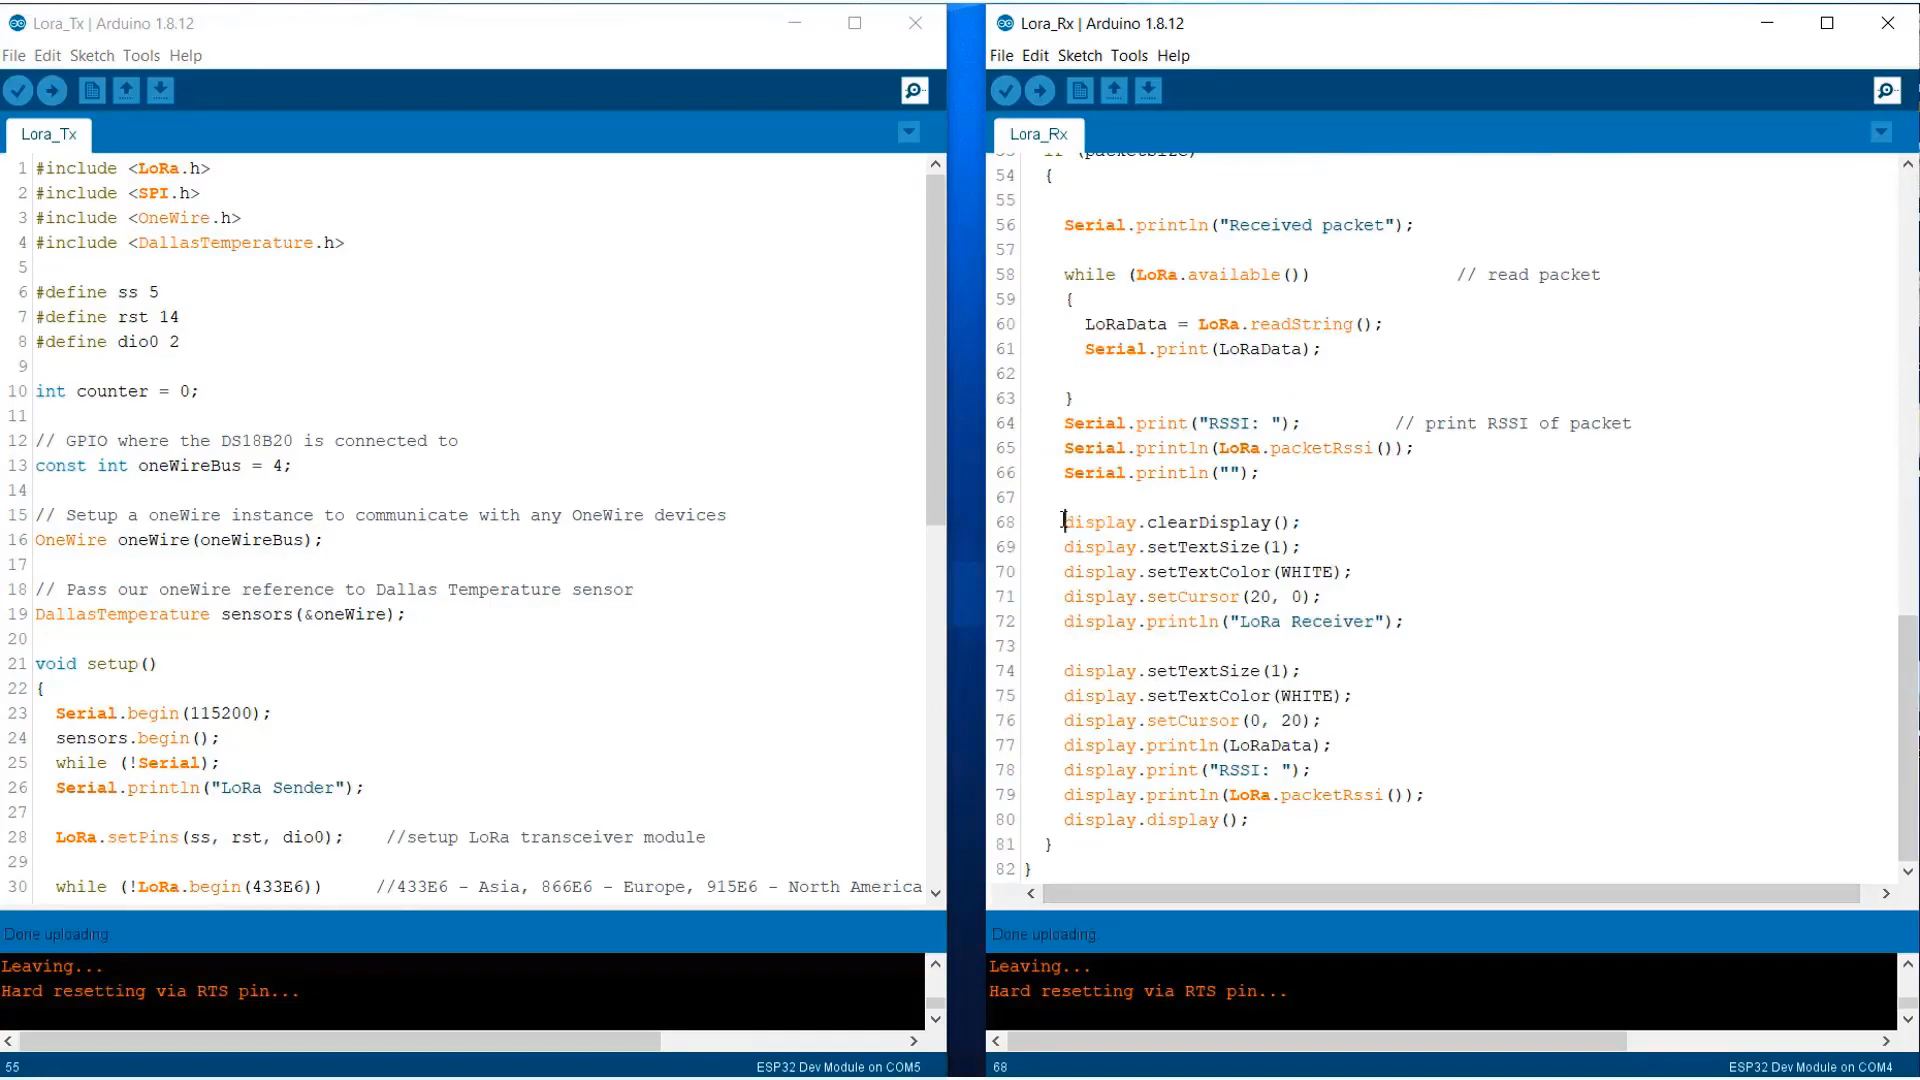 Lora_Tx | Arduino 1.8.12
File Edit Sketch Tools Help
Lora_Tx
1 #include <LoRa.h>
2 #include <SPI.h>
3 #include <OneWire.h>
4 #include <DallasTemperature.h>
5
6 #define ss 5
7 #define rst 14
8 #define dio0 2
9
10 int counter = 0;
11
12 // GPIO where the DS18B20 is connected to
13 const int oneWireBus = 4;
14
15 // Setup a oneWire instance to communicate with any OneWire devices
16 OneWire oneWire(oneWireBus);
17
18 // Pass our oneWire reference to Dallas Temperature sensor
19 DallasTemperature sensors(&oneWire);
20
21 void setup()
22 {
23 Serial.begin(115200);
24 sensors.begin();
25 while (!Serial);
26 Serial.println("LoRa Sender");
27
28 LoRa.setPins(ss, rst, dio0); //setup LoRa transceiver module
29
30 while (!LoRa.begin(433E6)) //433E6 - Asia, 866E6 - Europe, 915E6 - North America
Done uploading.
Leaving...
Hard resetting via RTS pin...
55 ESP32 Dev Module on COM5
Lora_Rx | Arduino 1.8.12
File Edit Sketch Tools Help
Lora_Rx
53 if (packetSize)
54 {
55
56 Serial.println("Received packet");
57
58 while (LoRa.available()) // read packet
59 {
60 LoRaData = LoRa.readString();
61 Serial.print(LoRaData);
62
63 }
64 Serial.print("RSSI: "); // print RSSI of packet
65 Serial.println(LoRa.packetRssi());
66 Serial.println("");
67
68 display.clearDisplay();
69 display.setTextSize(1);
70 display.setTextColor(WHITE);
71 display.setCursor(20, 0);
72 display.println("LoRa Receiver");
73
74 display.setTextSize(1);
75 display.setTextColor(WHITE);
76 display.setCursor(0, 20);
77 display.println(LoRaData);
78 display.print("RSSI: ");
79 display.println(LoRa.packetRssi());
80 display.display();
81 }
82 }
Done uploading.
Leaving...
Hard resetting via RTS pin...
68 ESP32 Dev Module on COM4